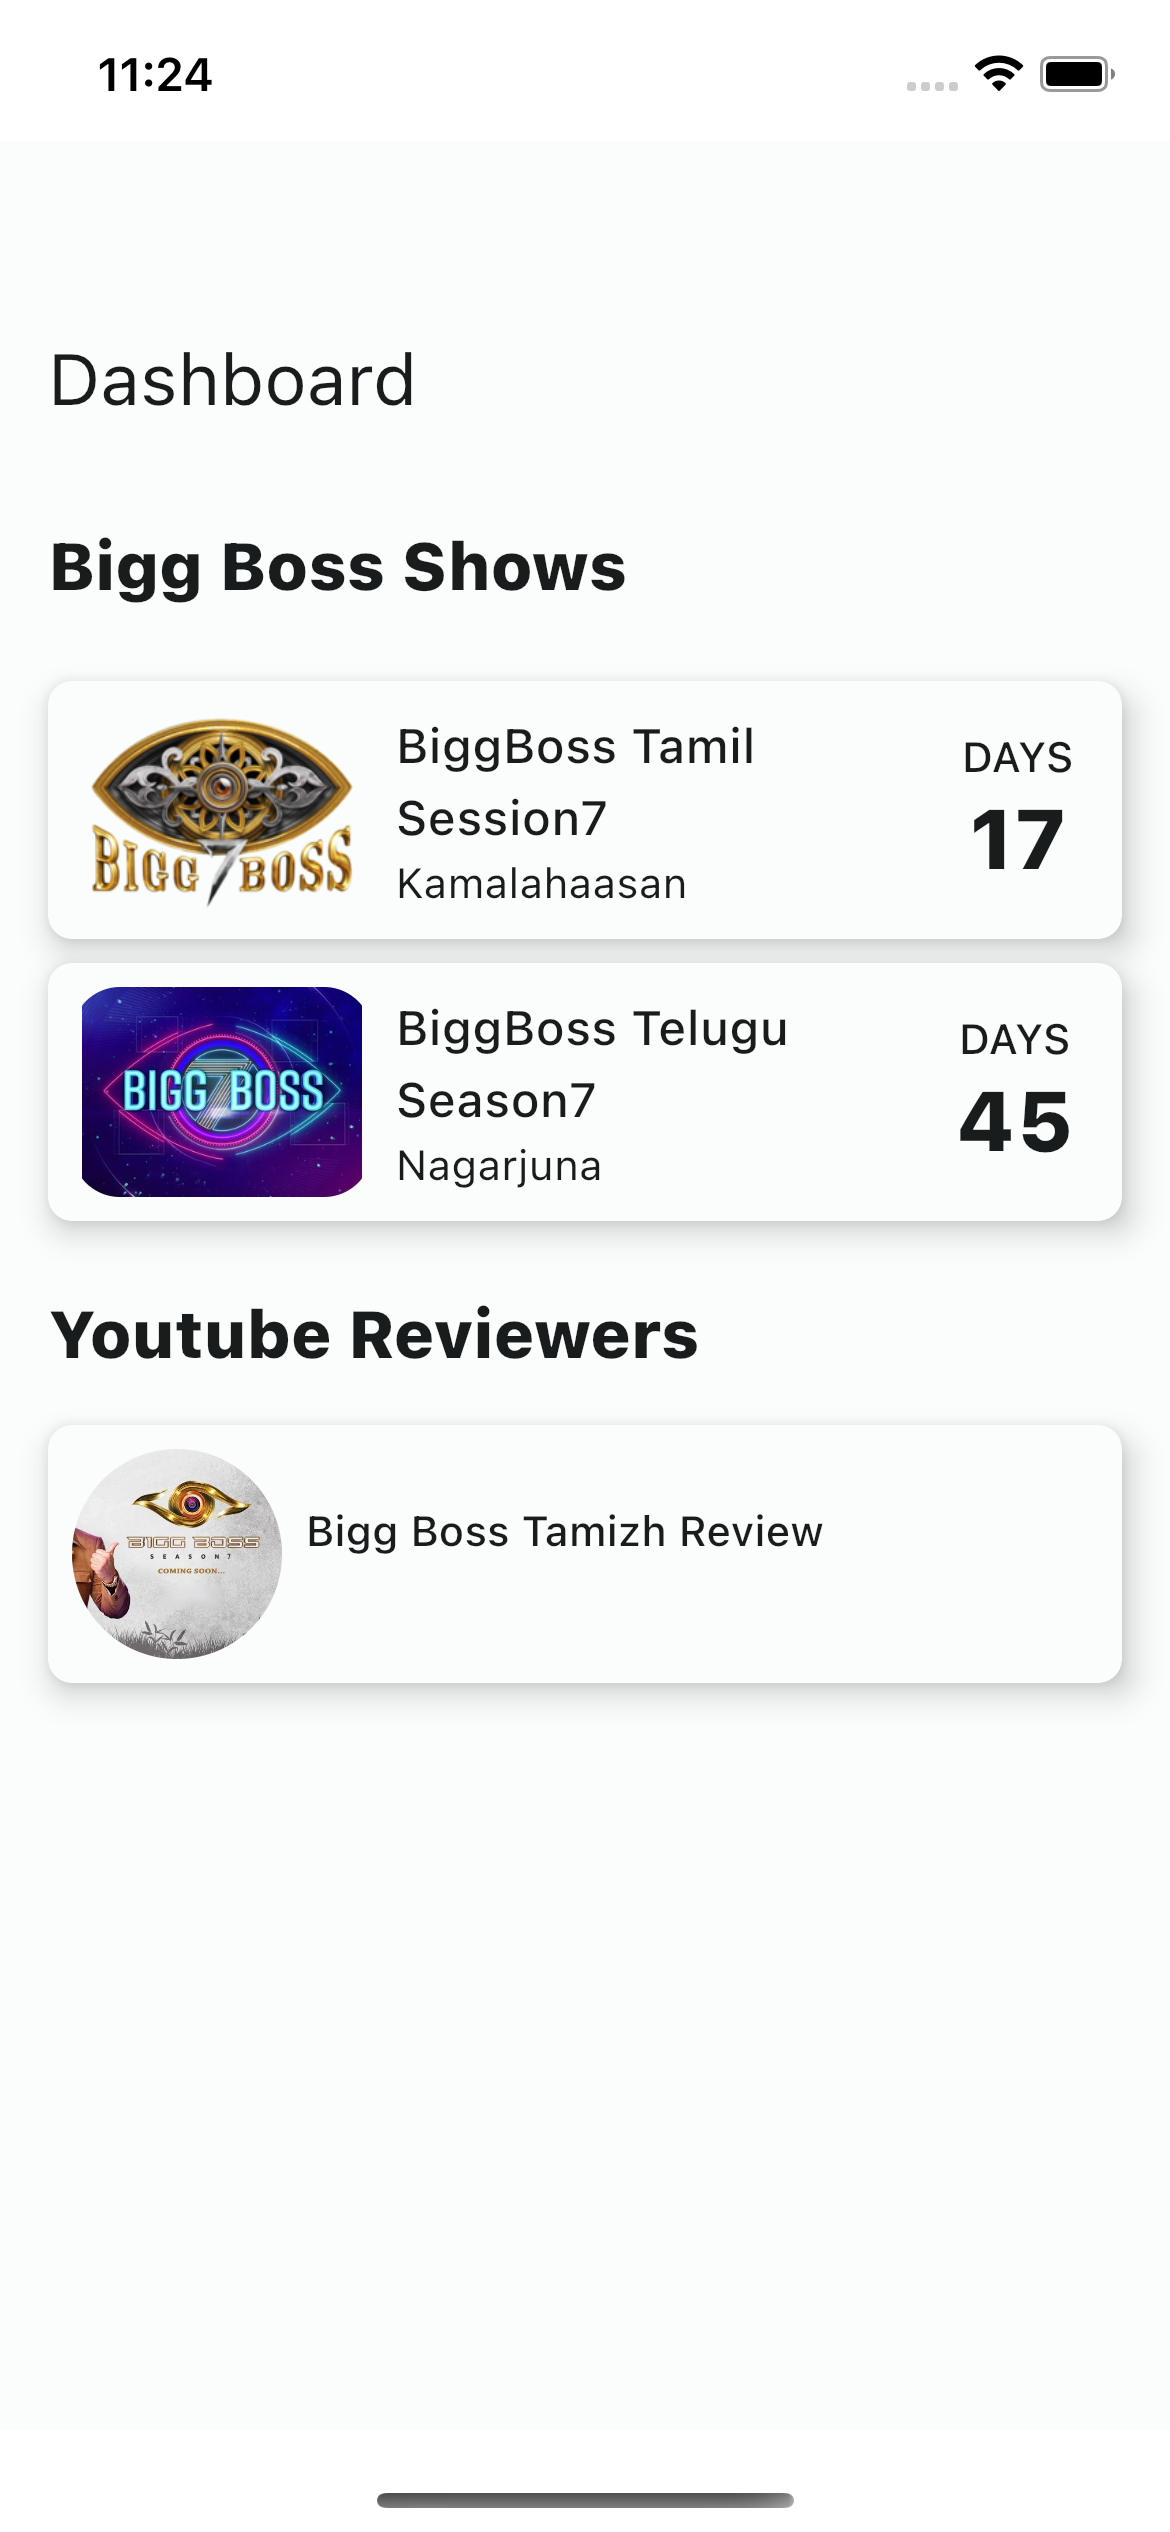 11:24
Dashboard
Bigg Boss Shows
BIGG 7 BOSS
BiggBoss Tamil
Session7
Kamalahaasan
DAYS
17
BIGG 7 BOSS
BiggBoss Telugu
Season7
Nagarjuna
DAYS
45
Youtube Reviewers
BIGG BOSS
SEASON 7
COMING SOON...
Bigg Boss Tamizh Review